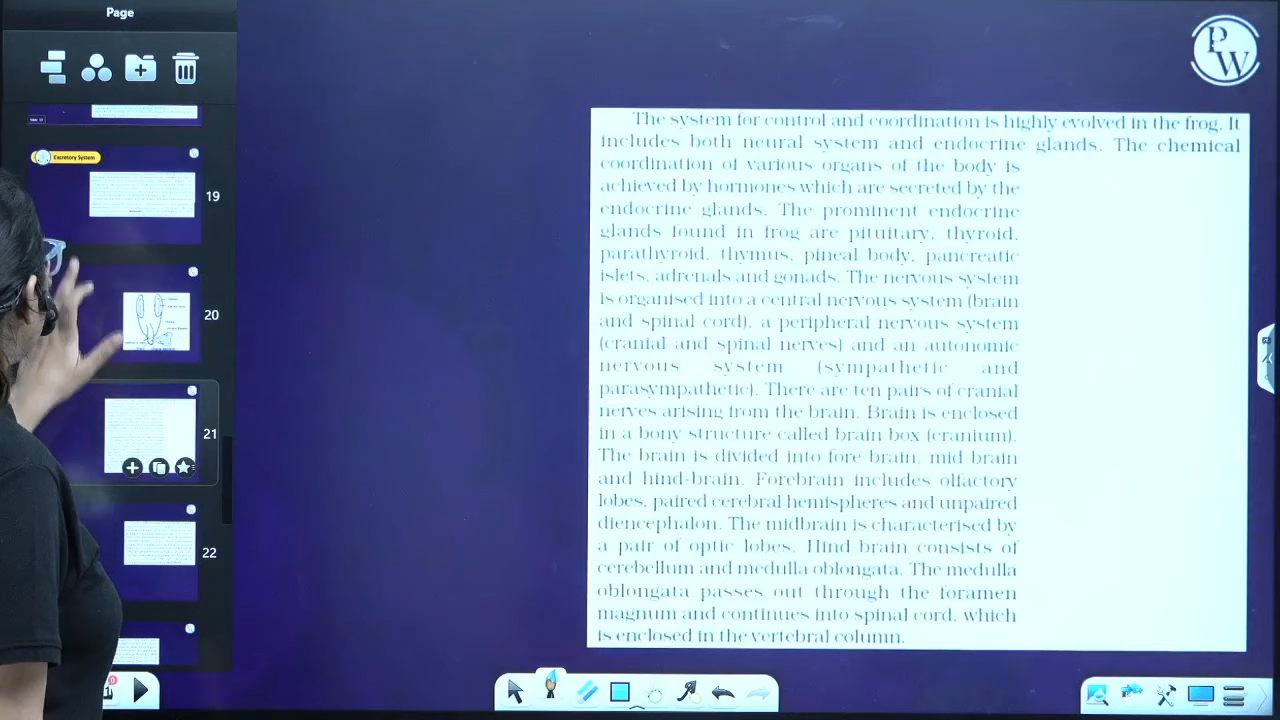 Page
PW
Excretory System
19
20
21
22
The system for control and coordination is highly evolved in the frog. It
includes both neural system and endocrine glands. The chemical
coordination of various organs of the body is
achieved by hormones which are secreted by the
endocrine glands. The prominent endocrine
glands found in frog are pituitary, thyroid,
parathyroid, thymus, pineal body, pancreatic
islets, adrenals and gonads. The nervous system
is organised into a central nervous system (brain
and spinal cord), a peripheral nervous system
(cranial and spinal nerves) and an autonomic
nervous system (sympathetic and
parasympathetic). There are ten pairs of cranial
nerves arising from the brain. Brain is enclosed
in a bony structure called brain box (cranium).
The brain is divided into fore-brain, mid-brain
and hind-brain. Forebrain includes olfactory
lobes, paired cerebral hemispheres and unpaired
diencephalon. The midbrain is characterised by
a pair of optic lobes. Hind-brain consists of
cerebellum and medulla oblongata. The medulla
oblongata passes out through the foramen
magnum and continues into spinal cord, which
is enclosed in the vertebral column.